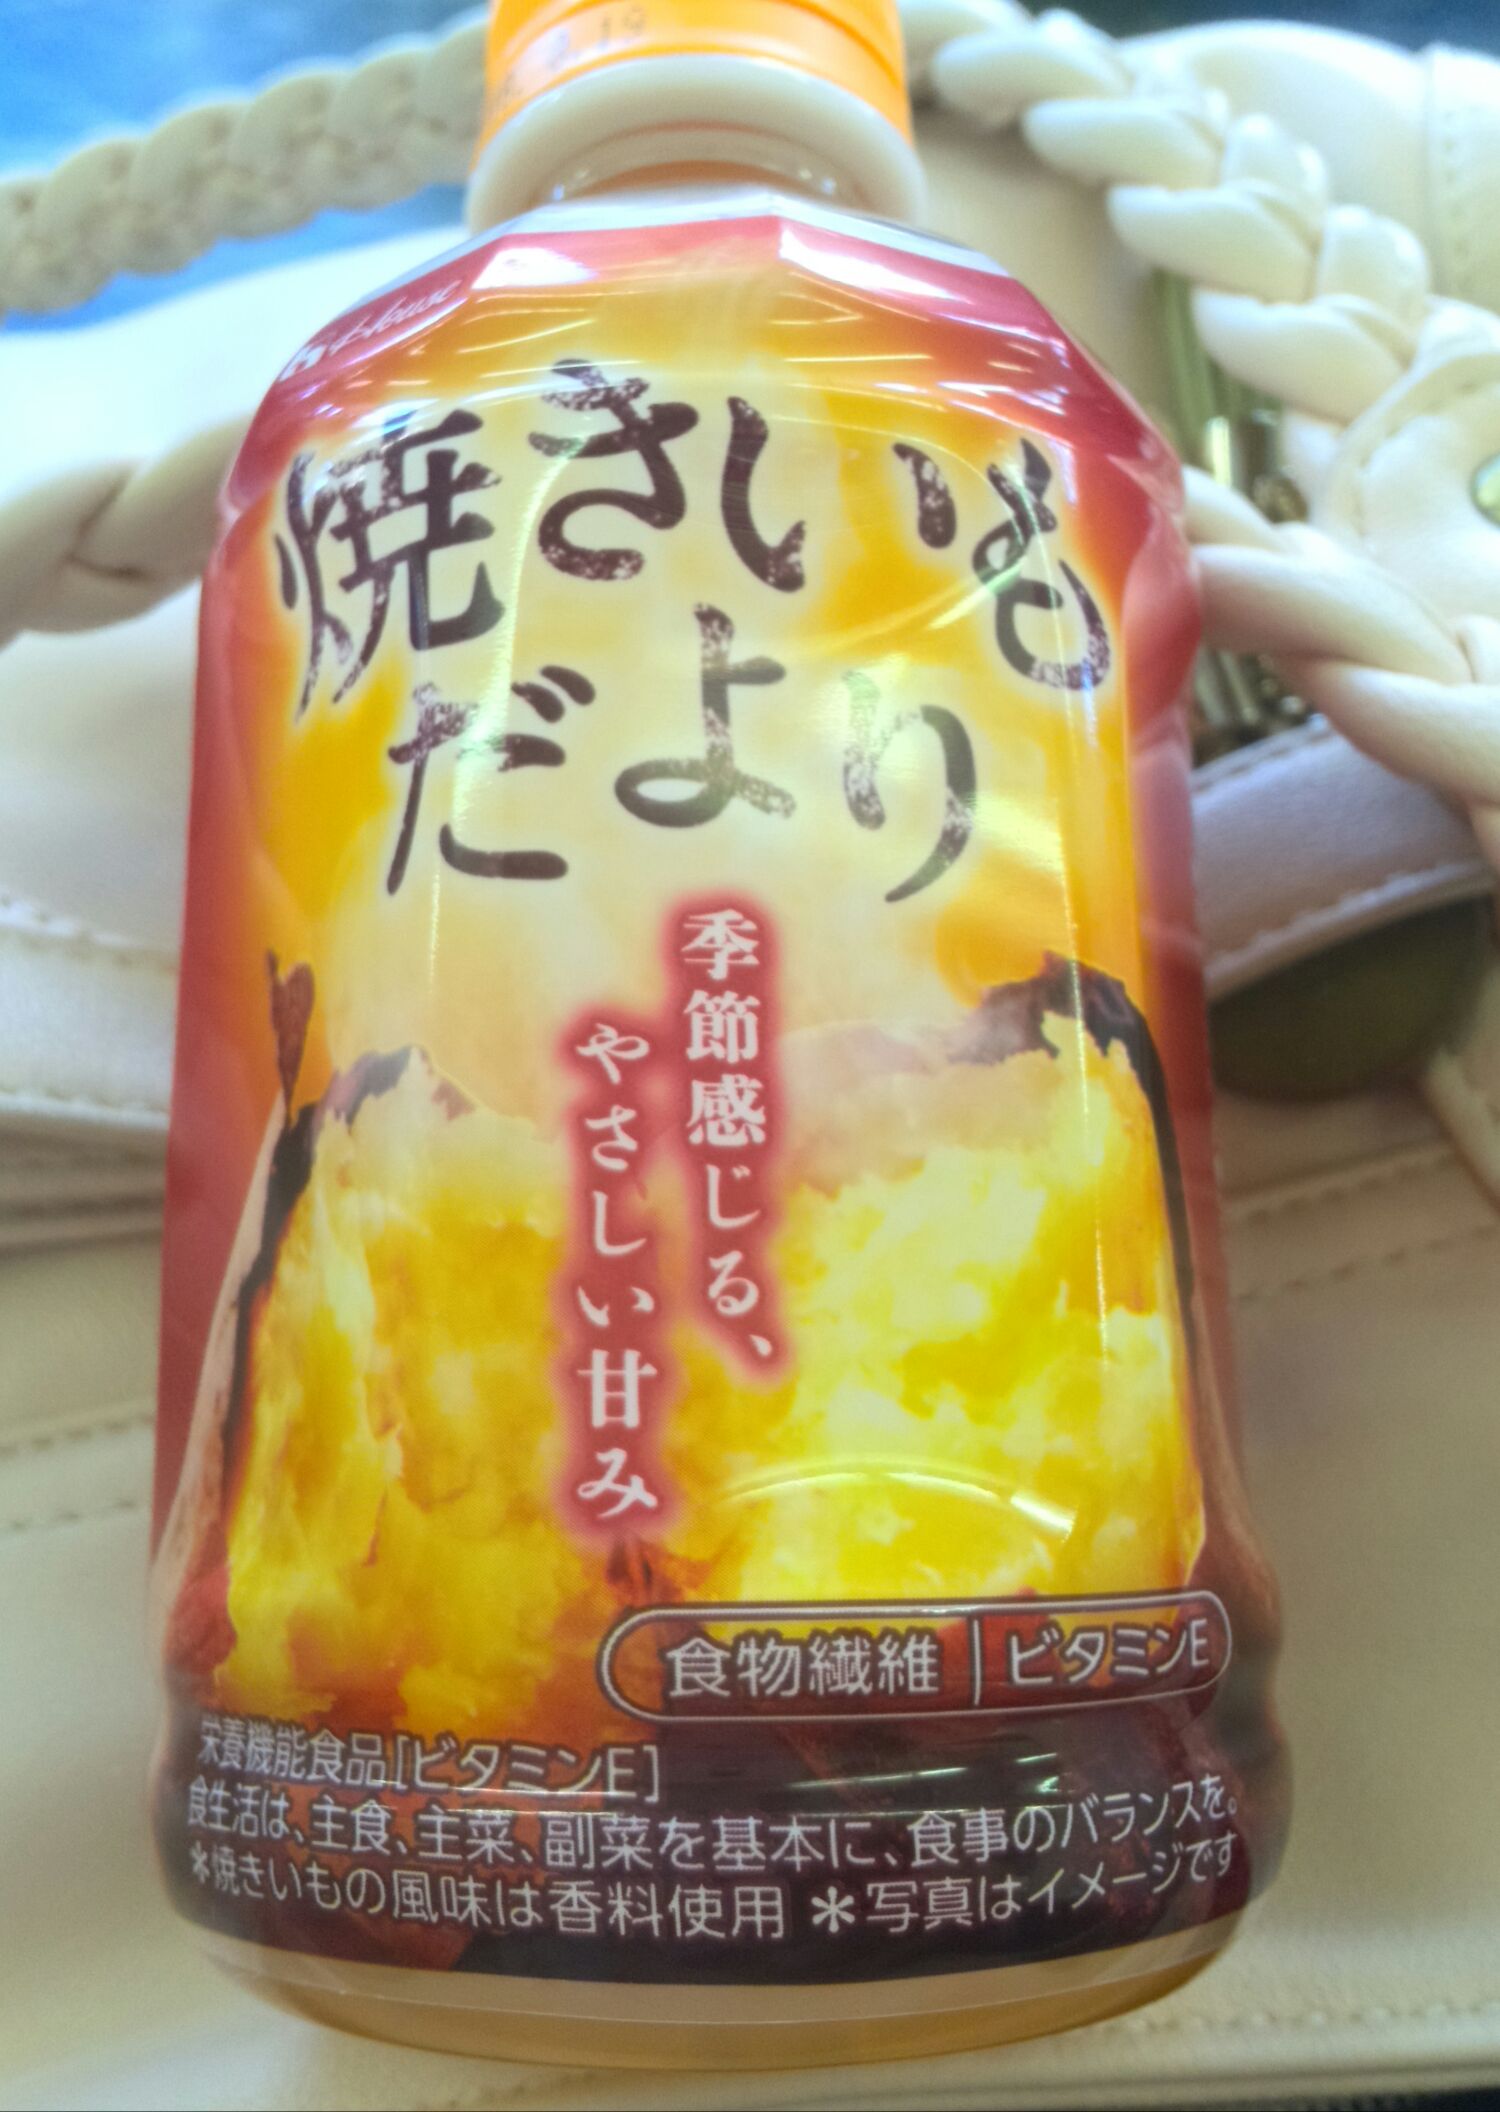 House
焼きいも
だより
季節感じる、
やさしい甘み
食物繊維 ビタミンE
栄養機能食品[ビタミンE]
食生活は、主食、主菜、副菜を基本に、食事のバランスを。
*焼きいもの風味は香料使用 *写真はイメージです